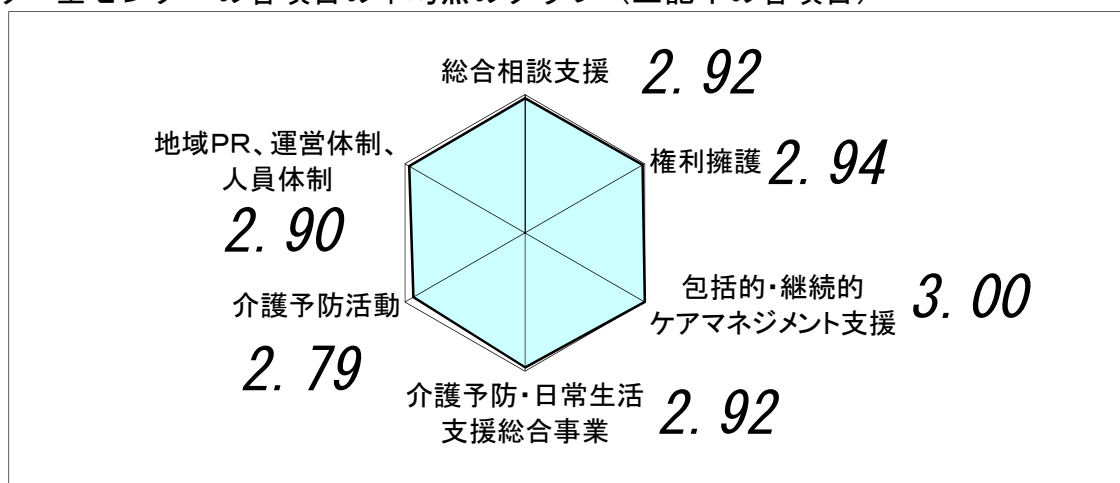 総合相談支援 2.92
権利擁護 2.94
包括的・継続的
ケアマネジメント支援 3.00
介護予防・日常生活
支援総合事業 2.92
介護予防活動
2.79
地域PR、運営体制、
人員体制
2.90